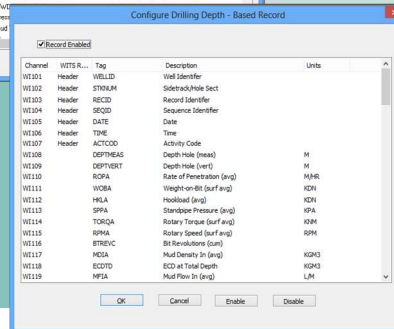 Configure Drilling Depth - Based Record
Record Enabled
Channel WITS R... Tag Description Units
WI101 Header WELLID Well Identifer
WI102 Header STKNUM Sidetrack/Hole Sect
WI103 Header RECID Record Identifer
WI104 Header SEQID Sequence Identifer
WI105 Header DATE Date
WI106 Header TIME Time
WI107 Header ACTCOD Activity Code
WI108 DEPTMEAS Depth Hole (meas) M
WI109 DEPTVERT Depth Hole (vert) M
WI110 ROPA Rate of Penetration (avg) M/HR
WI111 WOBA Weight-on-Bit (surf avg) KDN
WI112 HKLA Hookload (avg) KDN
WI113 SPPA Standpipe Pressure (avg) KPA
WI114 TORQA Rotary Torque (surf avg) KNM
WI115 RPMA Rotary Speed (surf avg) RPM
WI116 BTREVC Bit Revolutions (cum)
WI117 MDIA Mud Density In (avg) KGM3
WI118 ECDTD ECD at Total Depth KGM3
WI119 MFIA Mud Flow In (avg) L/M
OK Cancel Enable Disable